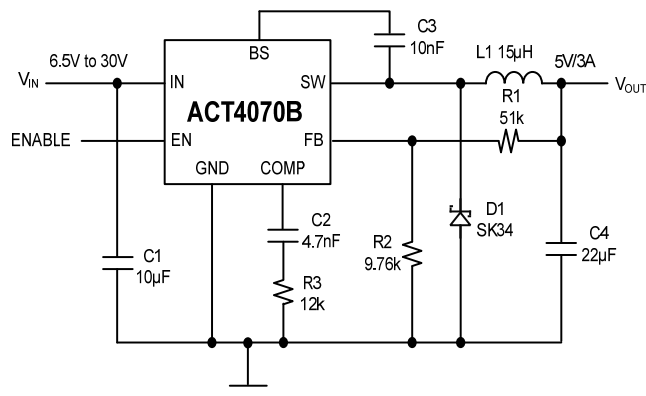 C3
10nF
BS
6.5V to 30V
L1 15µH
5V/3A
VIN
IN
SW
VOUT
R1
51k
ACT4070B
ENABLE
EN
FB
GND
COMP
C2
4.7nF
R2
9.76k
D1
SK34
C4
22µF
C1
10µF
R3
12k